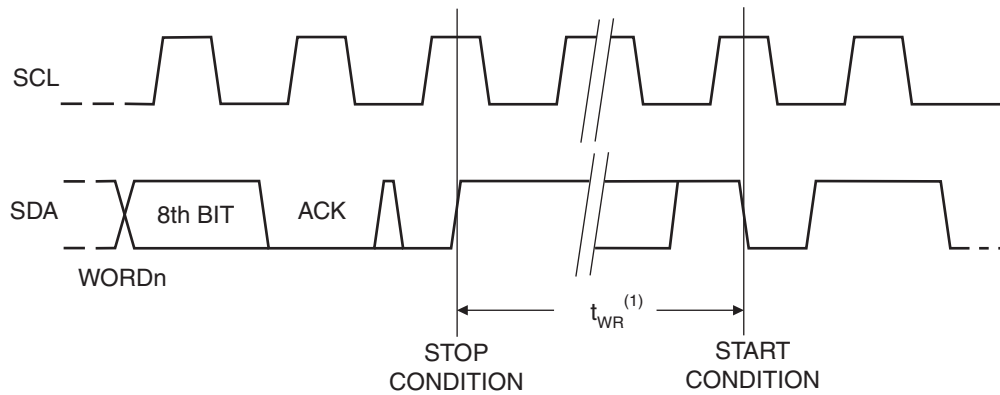 SCL
SDA
8th BIT
ACK
WORDn
tWR(1)
STOP
CONDITION
START
CONDITION